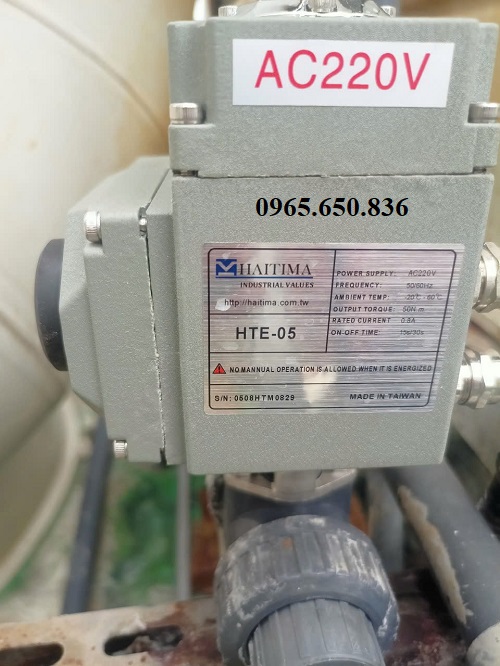 AC220V
0965.650.836
HAITIMA
INDUSTRIAL VALUES
http://haitima.com.tw
HTE-05
POWER SUPPLY: AC220V
FREQUENCY: 50/60Hz
AMBIENT TEMP: -20℃ - 60℃
OUTPUT TORQUE: 50N.m
RATED CURRENT 0.8A
ON-OFF TIME: 15s/30s
NO MANNUAL OPERATION IS ALLOWED WHEN IT IS ENERGIZED
S/N: 0508HTM0829 MADE IN TAIWAN